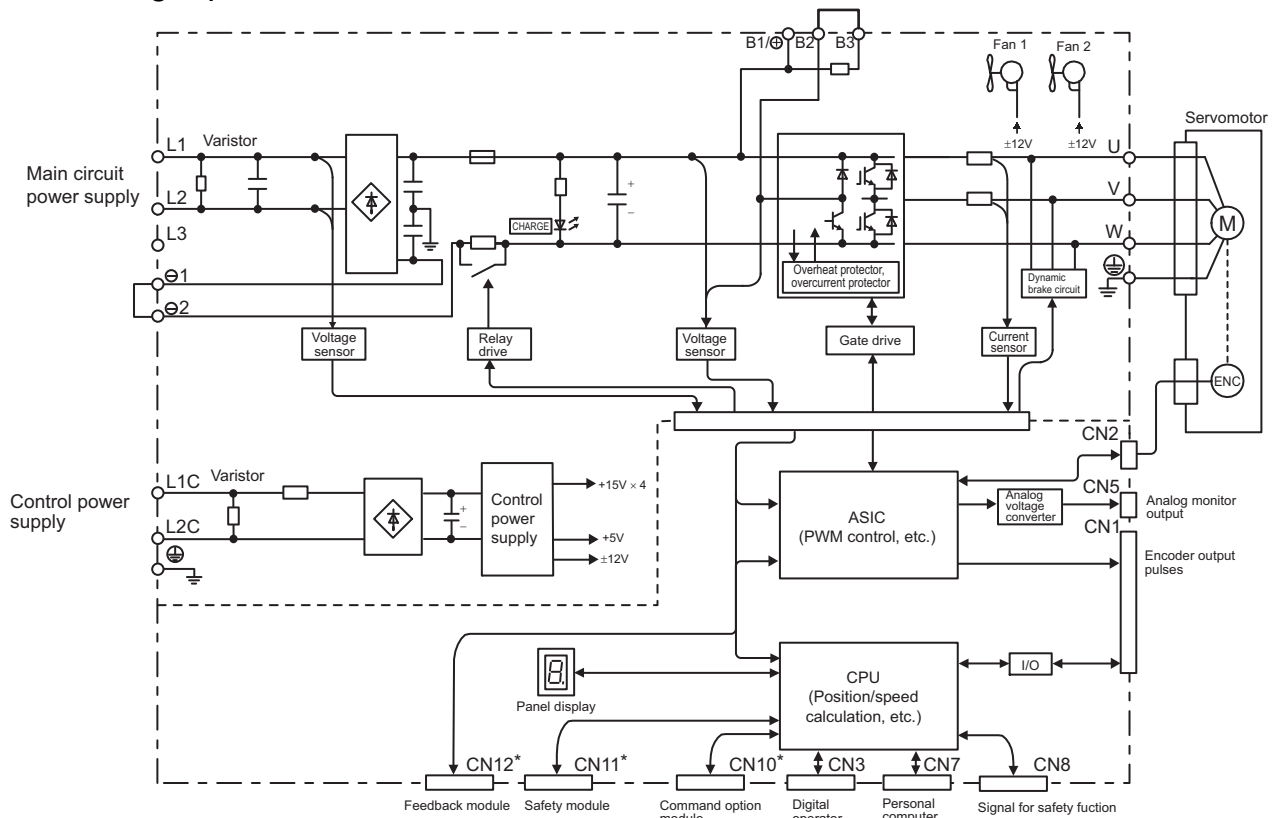 B1/⊕ B2 B3
Fan 1 Fan 2
±12V ±12V
Servomotor
Main circuit
power supply
L1 Varistor
L2
L3
⊖1
⊖2
CHARGE
+
–
Overheat protector,
overcurrent protector
U
V
W
M
Dynamic
brake circuit
Voltage
sensor
Relay
drive
Voltage
sensor
Gate drive
Current
sensor
ENC
CN2
Control power
supply
L1C Varistor
L2C
+
–
Control
power
supply
+15V × 4
+5V
±12V
ASIC
(PWM control, etc.)
Analog
voltage
converter
CN5
Analog monitor
output
CN1
Encoder output
pulses
8.
Panel display
CPU
(Position/speed
calculation, etc.)
I/O
CN12* CN11* CN10* CN3 CN7 CN8
Feedback module
Safety module
Command option
module
Digital
operator
Personal
computer
Signal for safety fuction